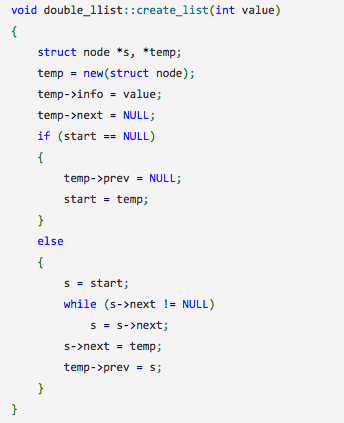 void double_llist::create_list(int value)
{
    struct node *s, *temp;
    temp = new(struct node);
    temp->info = value;
    temp->next = NULL;
    if (start == NULL)
    {
        temp->prev = NULL;
        start = temp;
    }
    else
    {
        s = start;
        while (s->next != NULL)
            s = s->next;
        s->next = temp;
        temp->prev = s;
    }
}